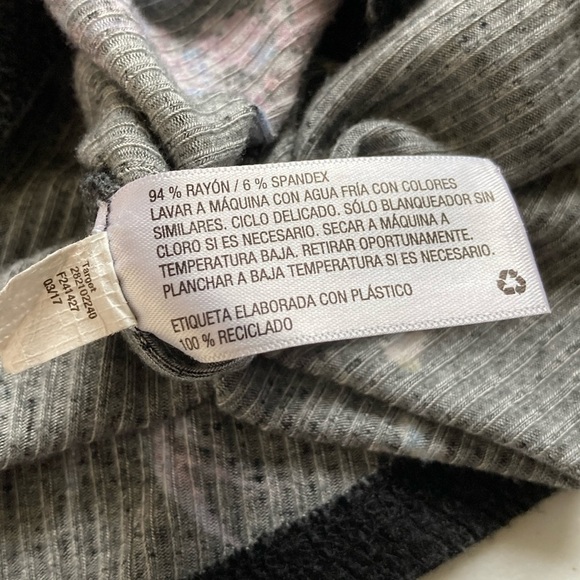 94 % RAYÓN / 6 % SPANDEX
LAVAR A MÁQUINA CON AGUA FRÍA CON COLORES
SIMILARES. CICLO DELICADO. SÓLO BLANQUEADOR SIN
CLORO SI ES NECESARIO. SECAR A MÁQUINA A
TEMPERATURA BAJA. RETIRAR OPORTUNAMENTE.
PLANCHAR A BAJA TEMPERATURA SI ES NECESARIO.
ETIQUETA ELABORADA CON PLÁSTICO
100 % RECICLADO
Target
282102240
F241427
03/17